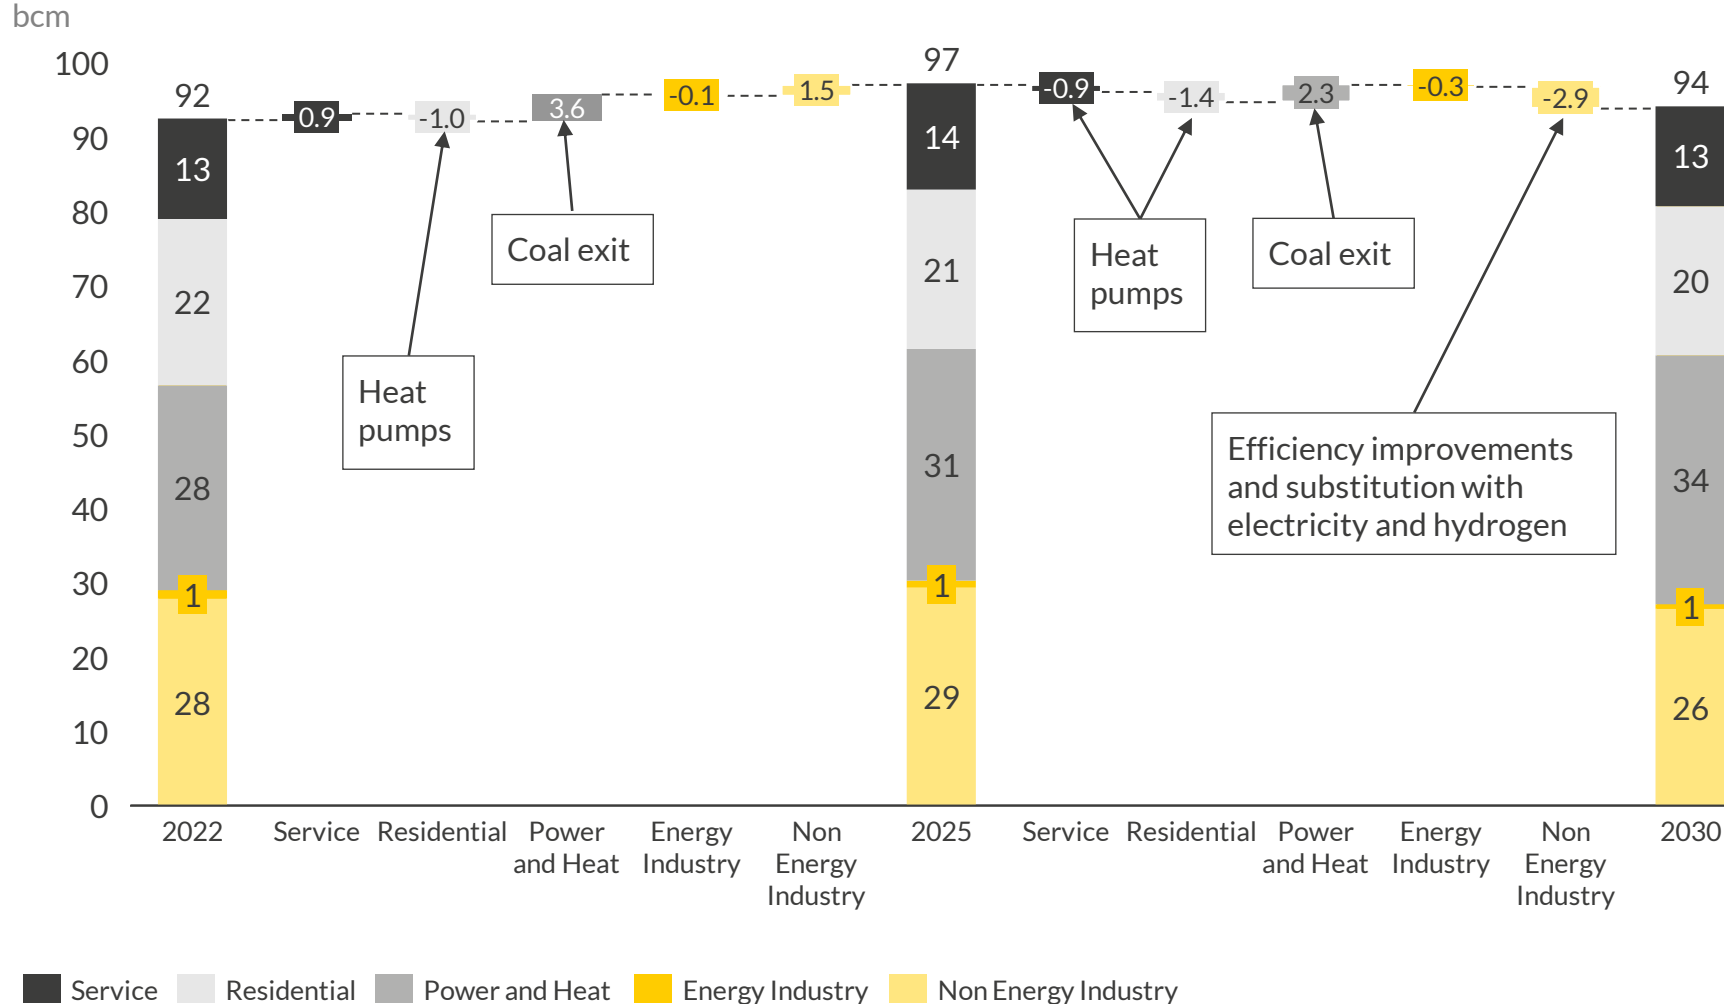 bcm
100
90
80
70
60
50
40
30
20
10
0
92
13
22
28
1
28
0.9
-1.0
3.6
-0.1
1.5
97
14
21
31
1
29
-0.9
-1.4
2.3
-0.3
-2.9
94
13
20
34
1
26
Heat
pumps
Coal exit
Heat
pumps
Coal exit
Efficiency improvements
and substitution with
electricity and hydrogen
2022
Service
Residential
Power
and Heat
Energy
Industry
Non
Energy
Industry
2025
Service
Residential
Power
and Heat
Energy
Industry
Non
Energy
Industry
2030
Service
Residential
Power and Heat
Energy Industry
Non Energy Industry